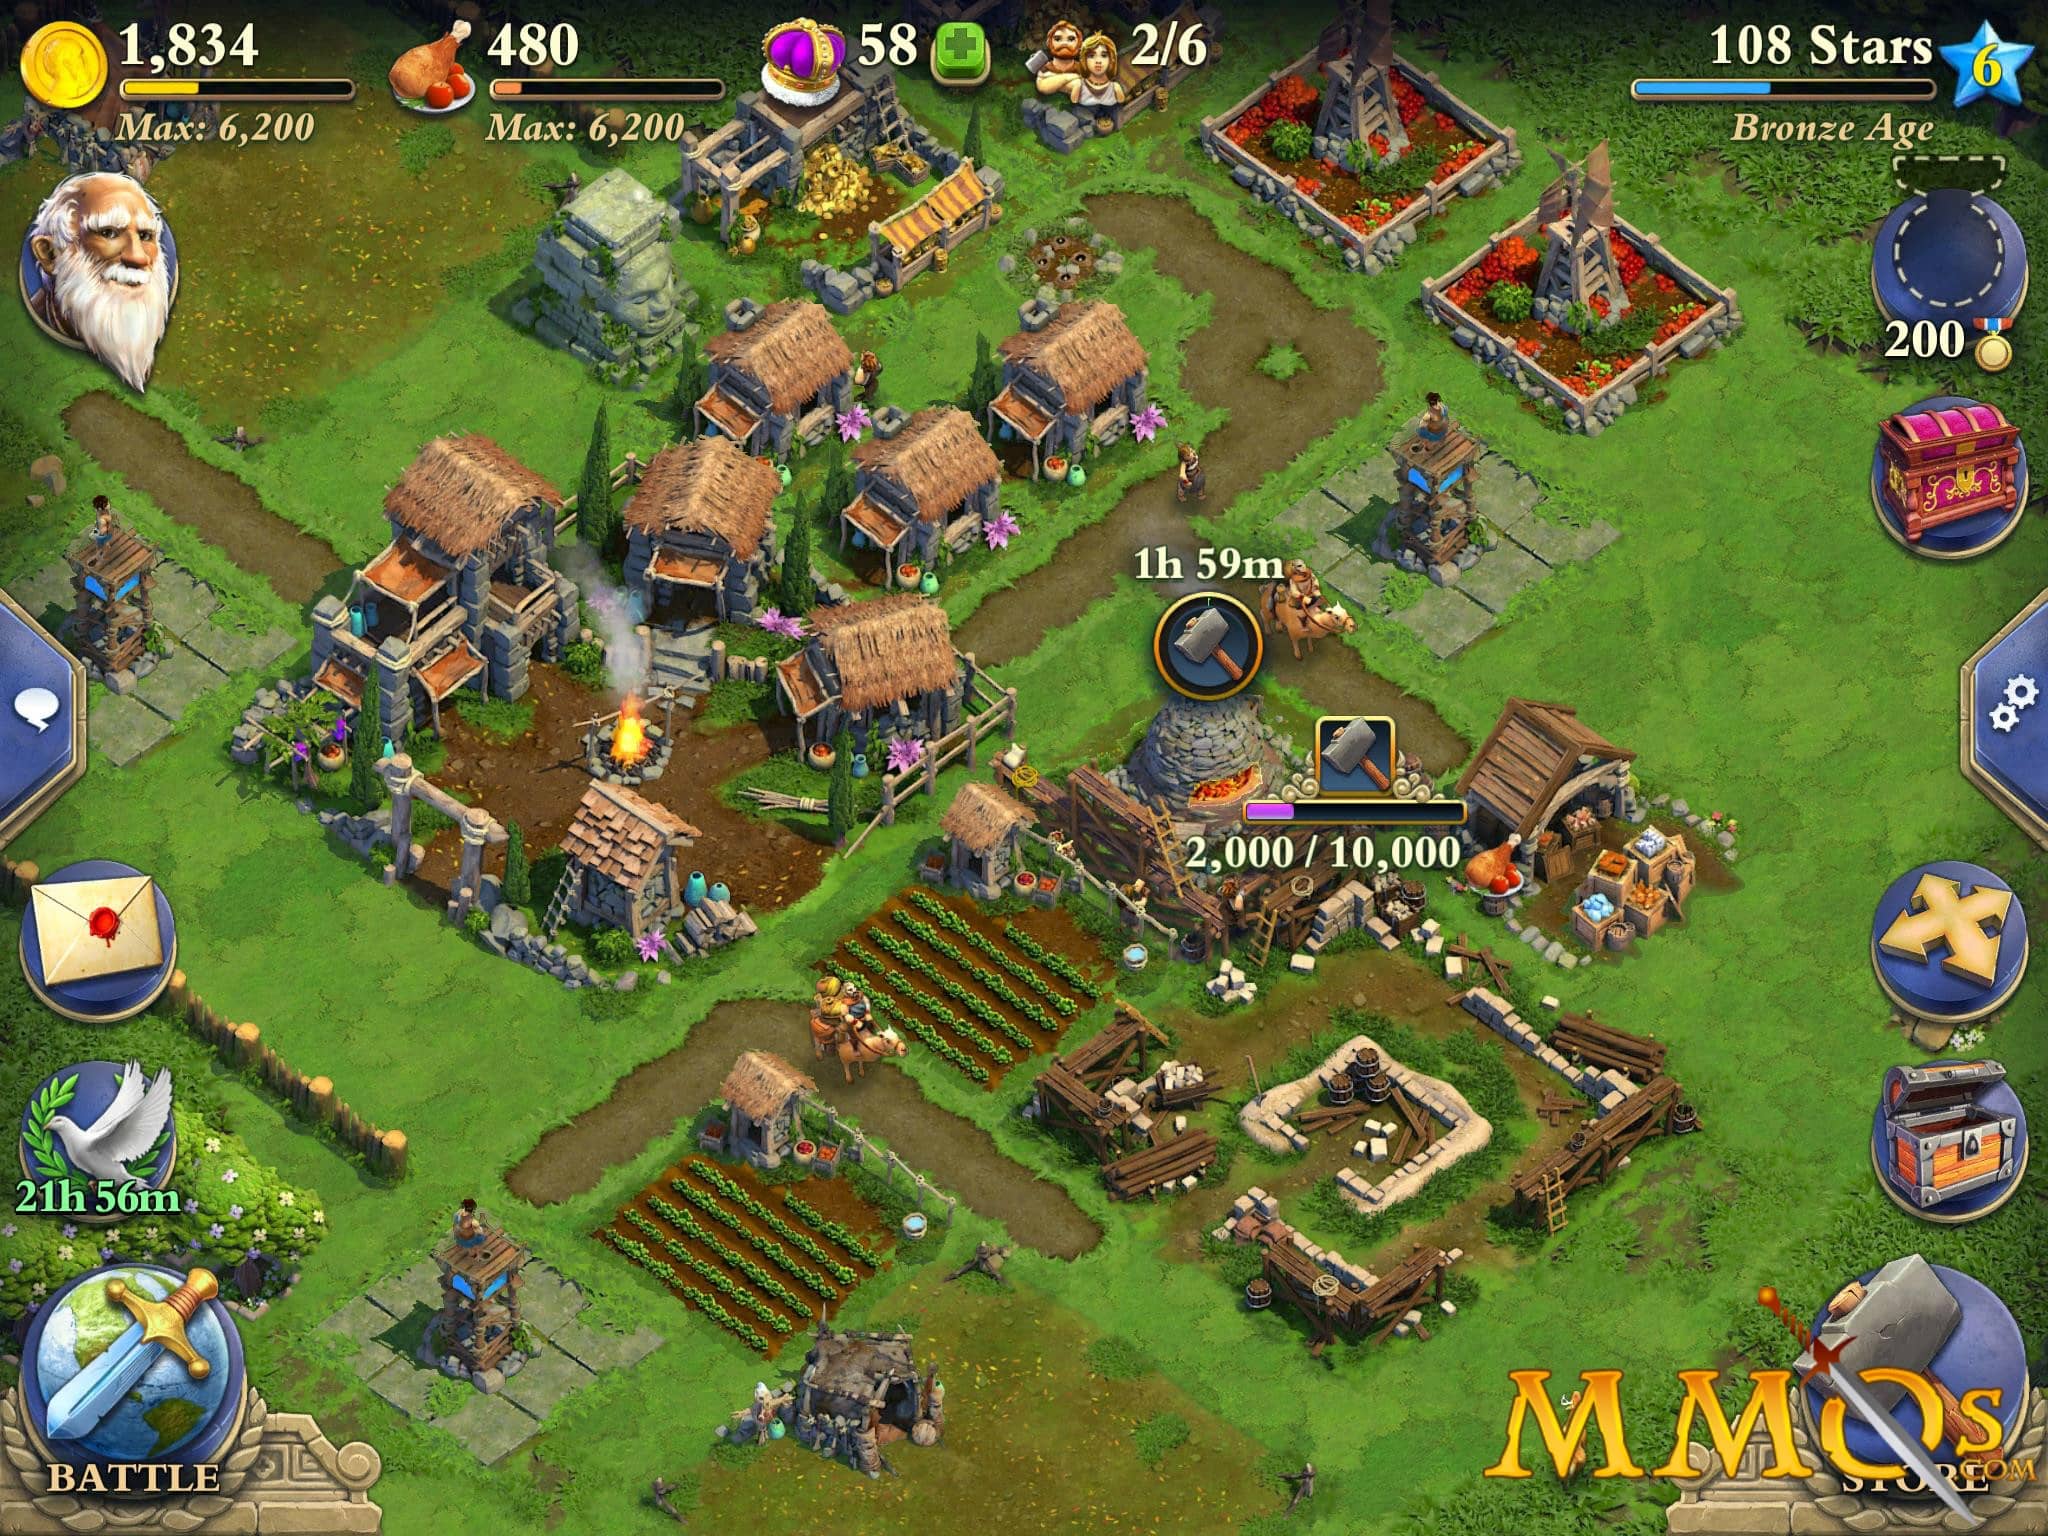 1,834
Max: 6,200
480
Max: 6,200
58
2/6
108 Stars
6
Bronze Age
200
1h 59m
2,000 / 10,000
21h 56m
BATTLE
STORE
MMOs
.COM